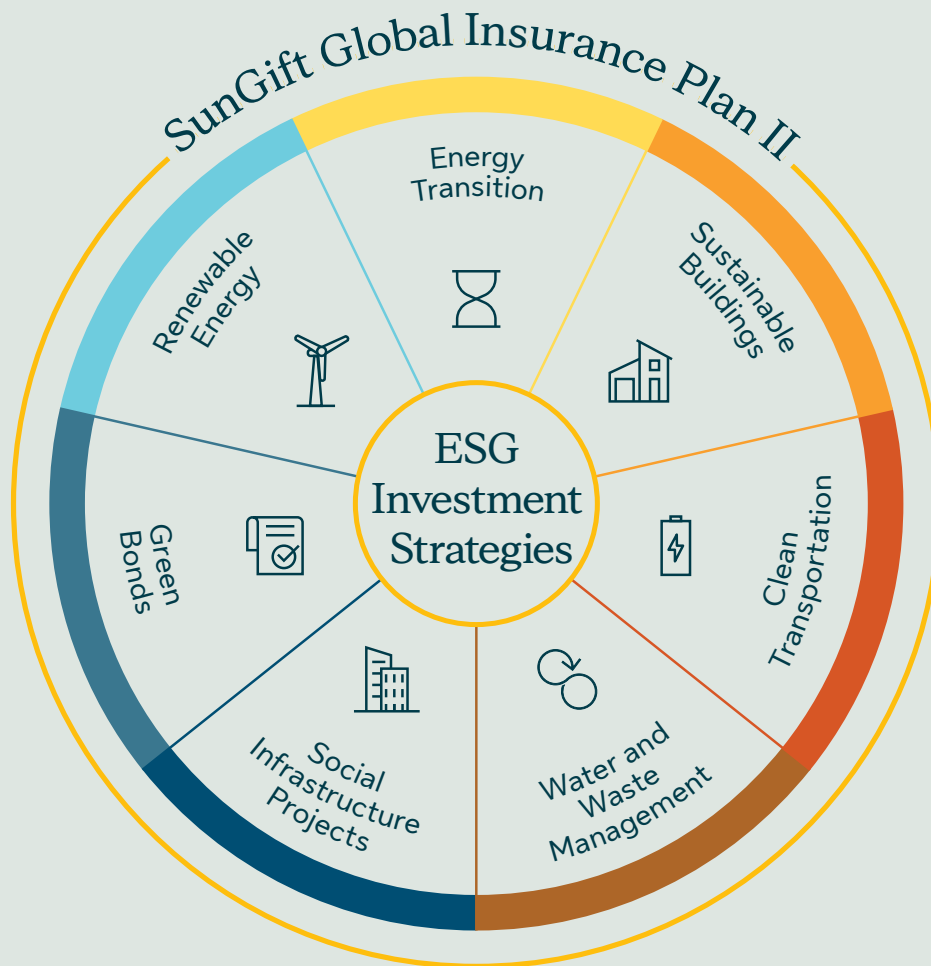 SunGift Global Insurance Plan II
Energy
Transition
Sustainable
Buildings
Clean
Transportation
Water and
Waste
Management
Social
Infrastructure
Projects
Green
Bonds
Renewable
Energy
ESG
Investment
Strategies